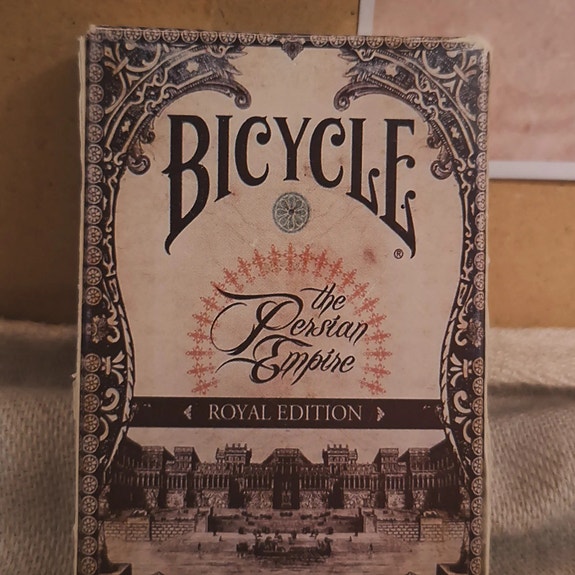 BICYCLE
®
the
Persian
Empire
ROYAL EDITION